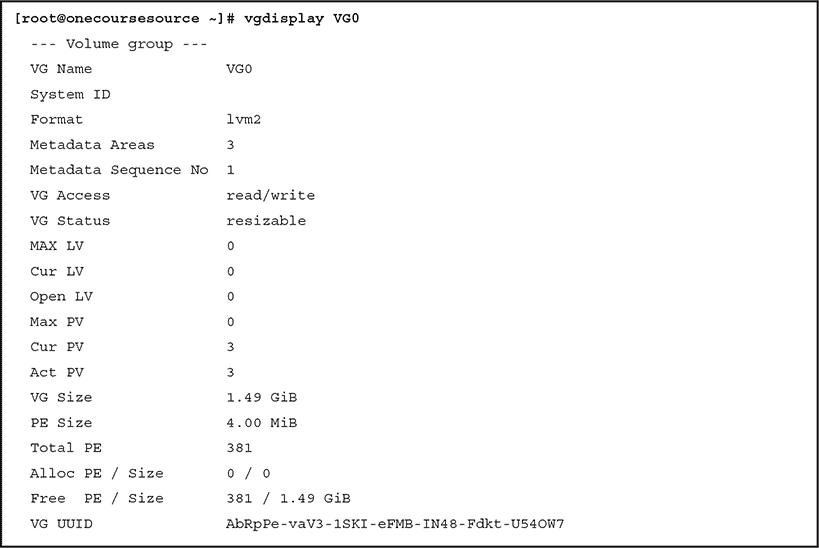 [root@onecoursesource ~]# vgdisplay VG0
--- Volume group ---
VG Name VG0
System ID
Format lvm2
Metadata Areas 3
Metadata Sequence No 1
VG Access read/write
VG Status resizable
MAX LV 0
Cur LV 0
Open LV 0
Max PV 0
Cur PV 3
Act PV 3
VG Size 1.49 GiB
PE Size 4.00 MiB
Total PE 381
Alloc PE / Size 0 / 0
Free PE / Size 381 / 1.49 GiB
VG UUID AbRpPe-vaV3-1SKI-eFMB-IN48-Fdkt-U54OW7